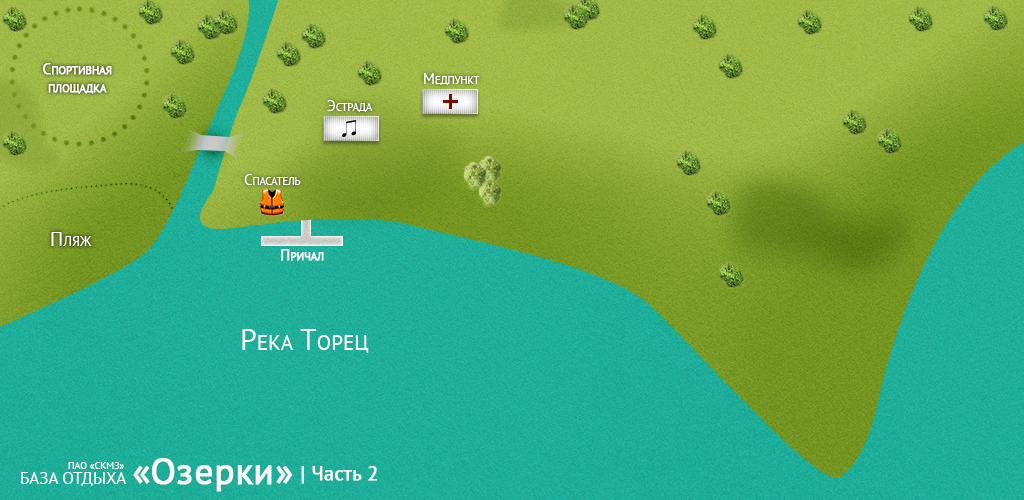 Спортивная
площадка
Медпункт
Эстрада
Спасатель
Пляж
Причал
Река Торец
ПАО «СКМЗ»
БАЗА ОТДЫХА «Озерки» | Часть 2